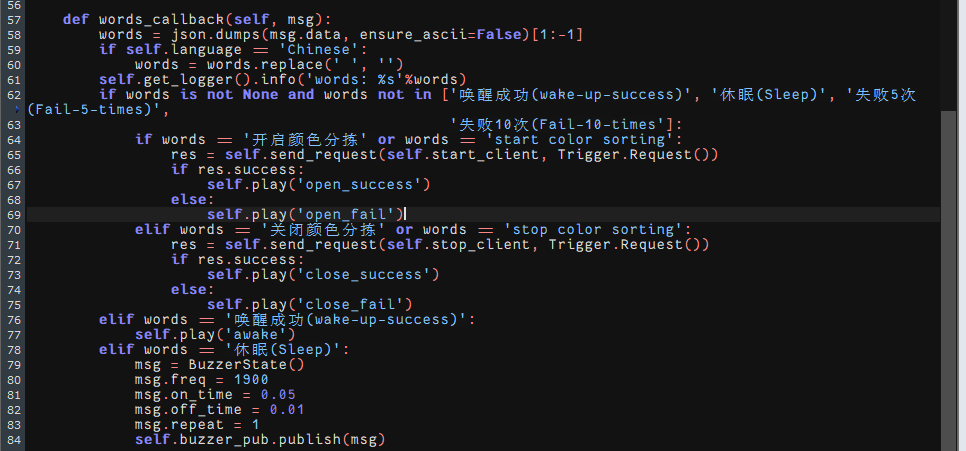 56
57     def words_callback(self, msg):
58         words = json.dumps(msg.data, ensure_ascii=False)[1:-1]
59         if self.language == 'Chinese':
60             words = words.replace(' ', '')
61         self.get_logger().info('words: %s'%words)
62         if words is not None and words not in ['唤醒成功(wake-up-success)', '休眠(Sleep)', '失败5次
(Fail-5-times)',
63                                                '失败10次(Fail-10-times']:
64             if words == '开启颜色分拣' or words == 'start color sorting':
65                 res = self.send_request(self.start_client, Trigger.Request())
66                 if res.success:
67                     self.play('open_success')
68                 else:
69                     self.play('open_fail')
70             elif words == '关闭颜色分拣' or words == 'stop color sorting':
71                 res = self.send_request(self.stop_client, Trigger.Request())
72                 if res.success:
73                     self.play('close_success')
74                 else:
75                     self.play('close_fail')
76         elif words == '唤醒成功(wake-up-success)':
77             self.play('awake')
78         elif words == '休眠(Sleep)':
79             msg = BuzzerState()
80             msg.freq = 1900
81             msg.on_time = 0.05
82             msg.off_time = 0.01
83             msg.repeat = 1
84             self.buzzer_pub.publish(msg)